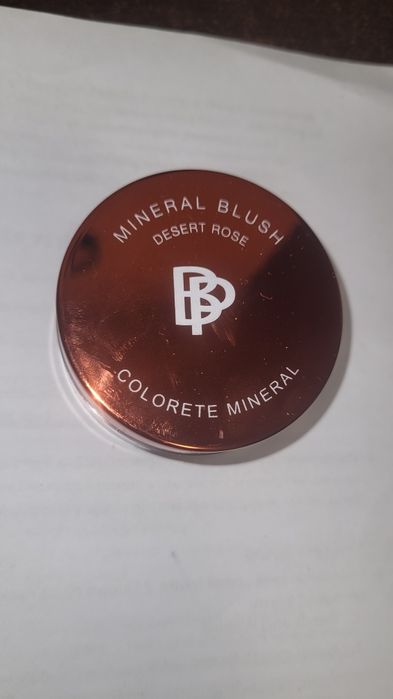 MINERAL BLUSH
DESERT ROSE
BP
COLORETE MINERAL